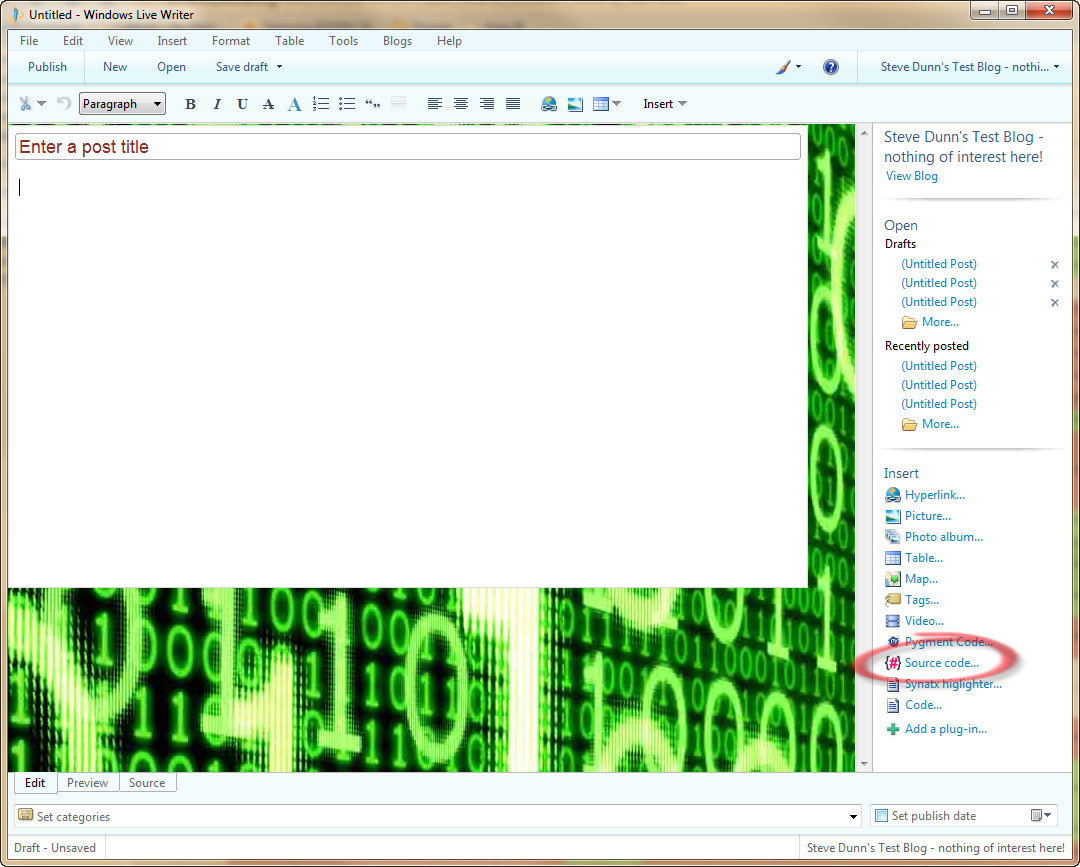 Untitled - Windows Live Writer
File Edit View Insert Format Table Tools Blogs Help
Publish New Open Save draft Steve Dunn's Test Blog - nothi...
Paragraph B I U A A Insert
Enter a post title
Steve Dunn's Test Blog -
nothing of interest here!
View Blog
Open
Drafts
(Untitled Post)
(Untitled Post)
(Untitled Post)
More...
Recently posted
(Untitled Post)
(Untitled Post)
(Untitled Post)
More...
Insert
Hyperlink...
Picture...
Photo album...
Table...
Map...
Tags...
Video...
Pygment Code...
{#} Source code...
Synatx higlighter...
Code...
Add a plug-in...
Edit Preview Source
Set categories Set publish date
Draft - Unsaved Steve Dunn's Test Blog - nothing of interest here!